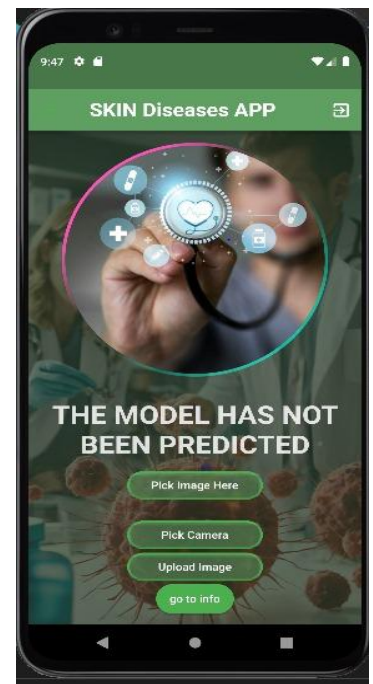 9:47
SKIN Diseases APP
THE MODEL HAS NOT
BEEN PREDICTED
Pick Image Here
Pick Camera
Upload Image
go to info